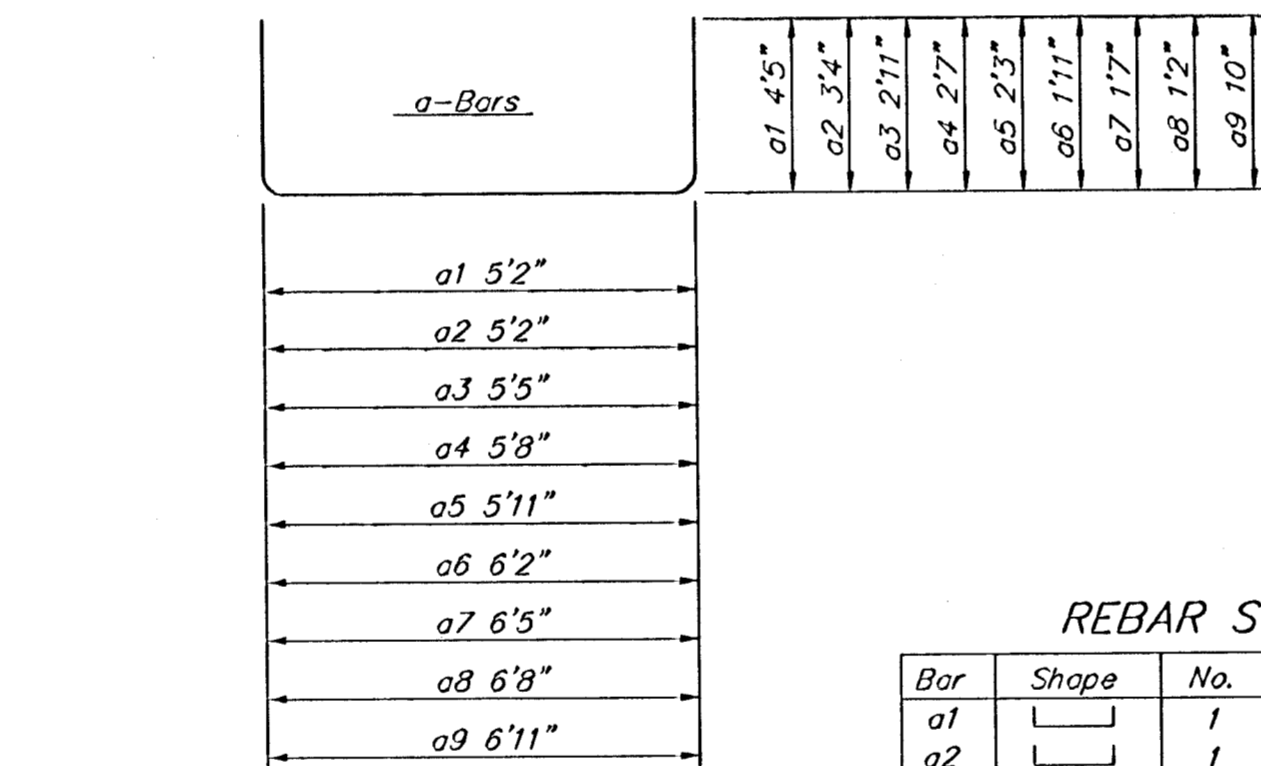 a-Bars
a1 4'5"
a2 3'4"
a3 2'11"
a4 2'7"
a5 2'3"
a6 1'11"
a7 1'7"
a8 1'2"
a9 10"
a1 5'2"
a2 5'2"
a3 5'5"
a4 5'8"
a5 5'11"
a6 6'2"
a7 6'5"
a8 6'8"
a9 6'11"
REBAR S
Bar Shape No.
a1 1
a2 1